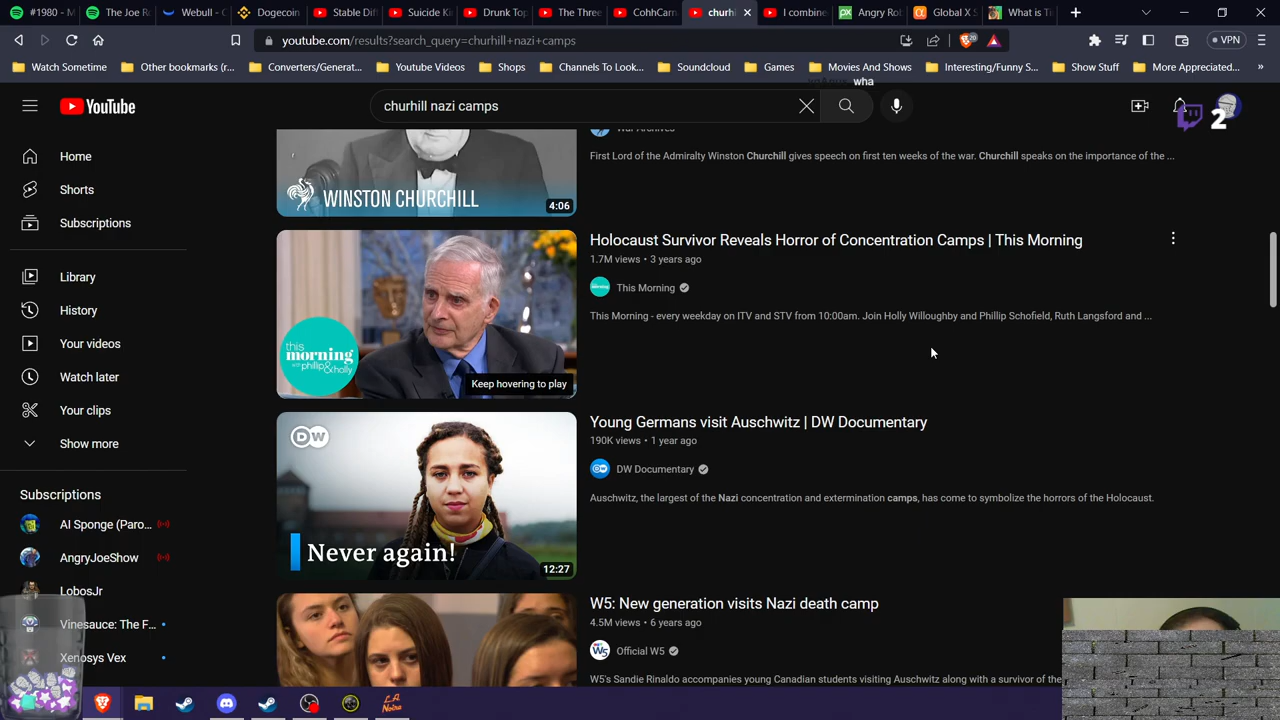 #1980 - M
The Joe R
Webull - C
Dogecoin
Stable Dif
Suicide Ki
Drunk Top
The Three
CohhCarn
churhi
I combine
Angry Rob
Global X S
What is Ti
youtube.com/results?search_query=churhill+nazi+camps
20
VPN
Watch Sometime
Other bookmarks (r...
Converters/Generat...
Youtube Videos
Shops
Channels To Look...
Soundcloud
Games
Movies And Shows
Interesting/Funny S...
Show Stuff
More Appreciated...
»
wha
YouTube
churhill nazi camps
2
Home
Shorts
Subscriptions
Library
History
Your videos
Watch later
Your clips
Show more
Subscriptions
AI Sponge (Paro...
AngryJoeShow
LobosJr
Vinesauce: The F...
Xenosys Vex
WINSTON CHURCHILL
4:06
War Archives
First Lord of the Admiralty Winston Churchill gives speech on first ten weeks of the war. Churchill speaks on the importance of the ...
this
morning
with phillip & holly
Keep hovering to play
Holocaust Survivor Reveals Horror of Concentration Camps | This Morning
1.7M views • 3 years ago
This Morning
This Morning - every weekday on ITV and STV from 10:00am. Join Holly Willoughby and Phillip Schofield, Ruth Langsford and ...
DW
Never again!
12:27
Young Germans visit Auschwitz | DW Documentary
190K views • 1 year ago
DW Documentary
Auschwitz, the largest of the Nazi concentration and extermination camps, has come to symbolize the horrors of the Holocaust.
W5: New generation visits Nazi death camp
4.5M views • 6 years ago
Official W5
W5's Sandie Rinaldo accompanies young Canadian students visiting Auschwitz along with a survivor of the
L.A.
Noire